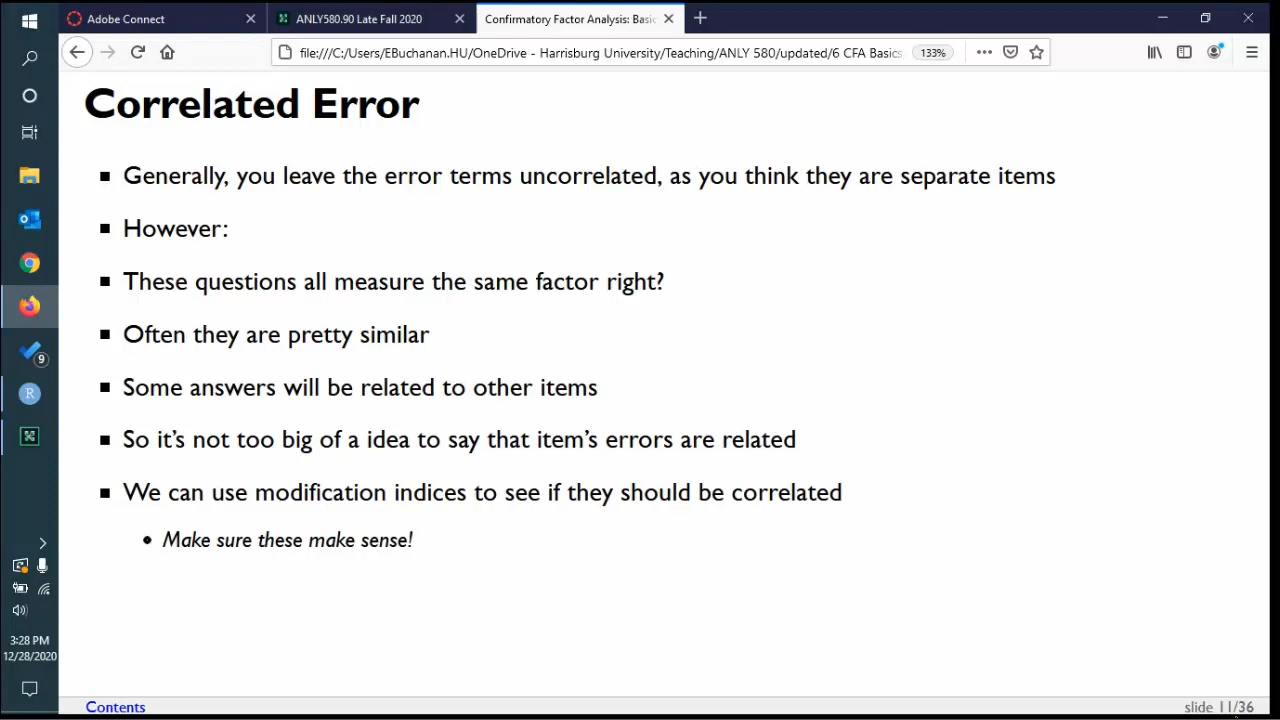 Adobe Connect
ANLY580.90 Late Fall 2020
Confirmatory Factor Analysis: Basic
file:///C:/Users/EBuchanan.HU/OneDrive - Harrisburg University/Teaching/ANLY 580/updated/6 CFA Basics
133%
Correlated Error
Generally, you leave the error terms uncorrelated, as you think they are separate items
However:
These questions all measure the same factor right?
Often they are pretty similar
Some answers will be related to other items
So it's not too big of a idea to say that item's errors are related
We can use modification indices to see if they should be correlated
Make sure these make sense!
9
R
3:28 PM
12/28/2020
Contents
slide 11/36